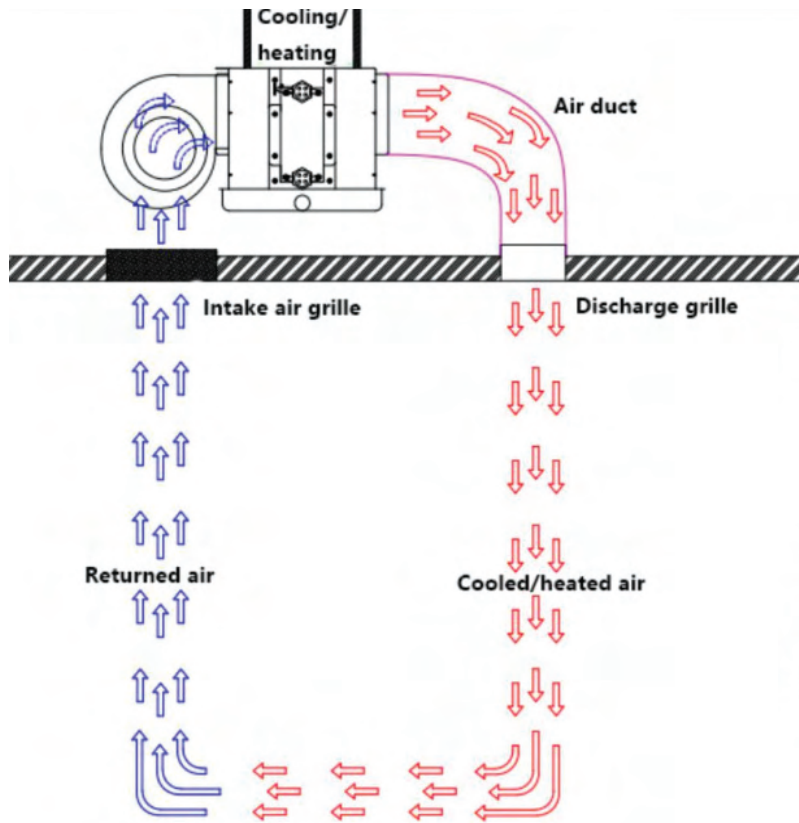 Cooling/
heating
Air duct
Intake air grille
Discharge grille
Returned air
Cooled/heated air